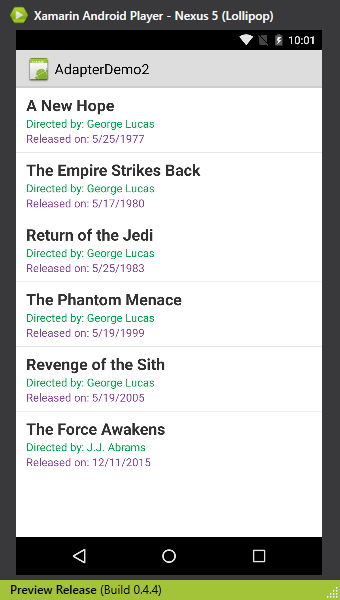 Xamarin Android Player - Nexus 5 (Lollipop)
10:01
AdapterDemo2
A New Hope
Directed by: George Lucas
Released on: 5/25/1977
The Empire Strikes Back
Directed by: George Lucas
Released on: 5/17/1980
Return of the Jedi
Directed by: George Lucas
Released on: 5/25/1983
The Phantom Menace
Directed by: George Lucas
Released on: 5/19/1999
Revenge of the Sith
Directed by: George Lucas
Released on: 5/19/2005
The Force Awakens
Directed by: J.J. Abrams
Released on: 12/11/2015
Preview Release (Build 0.4.4)